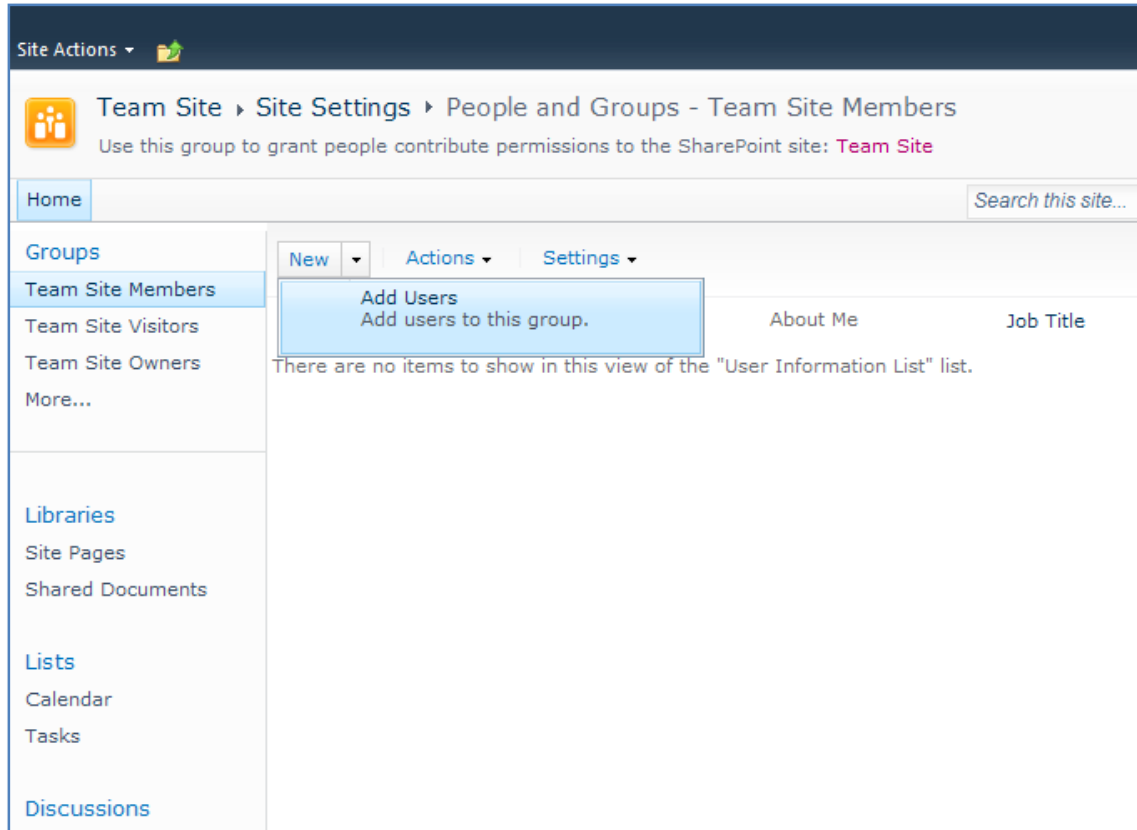 Site Actions
Team Site ▸ Site Settings ▸ People and Groups - Team Site Members
Use this group to grant people contribute permissions to the SharePoint site: Team Site
Home
Search this site...
Groups
Team Site Members
Team Site Visitors
Team Site Owners
More...
Libraries
Site Pages
Shared Documents
Lists
Calendar
Tasks
Discussions
New Actions Settings
Add Users
Add users to this group.
About Me Job Title
There are no items to show in this view of the "User Information List" list.